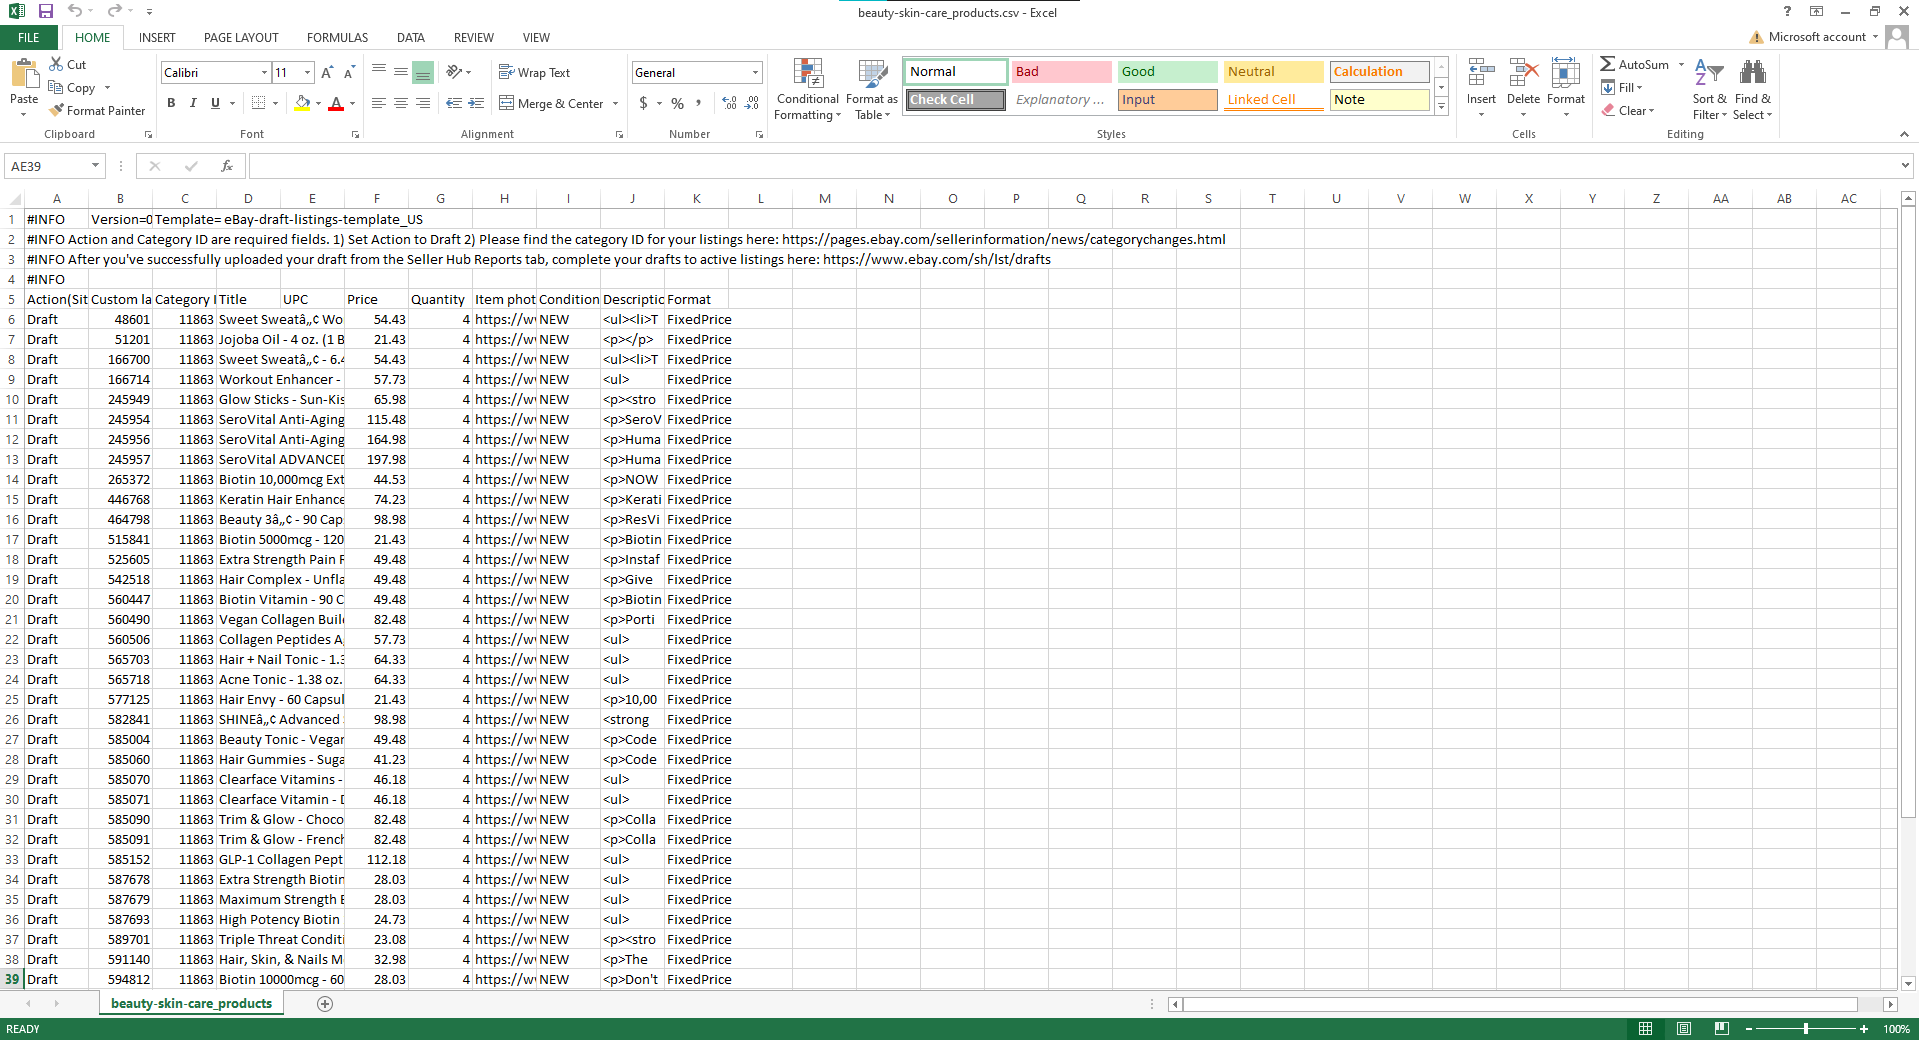 beauty-skin-care_products.csv - Excel
?
FILE HOME INSERT PAGE LAYOUT FORMULAS DATA REVIEW VIEW Microsoft account
Paste Cut Copy Format Painter
Clipboard
Calibri 11
B I U A
Font
Wrap Text
Merge & Center
Alignment
General
$ % ,
Number
Conditional Formatting
Format as Table
Normal Bad Good Neutral Calculation
Check Cell Explanatory ... Input Linked Cell Note
Styles
Insert Delete Format
Cells
AutoSum Fill Clear
Sort & Filter Find & Select
Editing
AE39 fx
A B C D E F G H I J K L M N O P Q R S T U V W X Y Z AA AB AC
1 #INFO Version=0 Template= eBay-draft-listings-template_US
2 #INFO Action and Category ID are required fields. 1) Set Action to Draft 2) Please find the category ID for your listings here: https://pages.ebay.com/sellerinformation/news/categorychanges.html
3 #INFO After you've successfully uploaded your draft from the Seller Hub Reports tab, complete your drafts to active listings here: https://www.ebay.com/sh/lst/drafts
4 #INFO
5 Action(Sit Custom la Category I Title UPC Price Quantity Item phot Condition Descriptic Format
6 Draft 48601 11863 Sweet Sweatâ„¢ Wo 54.43 4 https://w NEW <ul><li>T FixedPrice
7 Draft 51201 11863 Jojoba Oil - 4 oz. (1 B 21.43 4 https://w NEW <p></p> FixedPrice
8 Draft 166700 11863 Sweet Sweatâ„¢ - 6.4 54.43 4 https://w NEW <ul><li>T FixedPrice
9 Draft 166714 11863 Workout Enhancer - 57.73 4 https://w NEW <ul> FixedPrice
10 Draft 245949 11863 Glow Sticks - Sun-Kis 65.98 4 https://w NEW <p><stro FixedPrice
11 Draft 245954 11863 SeroVital Anti-Aging 115.48 4 https://w NEW <p>SeroV FixedPrice
12 Draft 245956 11863 SeroVital Anti-Aging 164.98 4 https://w NEW <p>Huma FixedPrice
13 Draft 245957 11863 SeroVital ADVANCED 197.98 4 https://w NEW <p>Huma FixedPrice
14 Draft 265372 11863 Biotin 10,000mcg Ext 44.53 4 https://w NEW <p>NOW FixedPrice
15 Draft 446768 11863 Keratin Hair Enhance 74.23 4 https://w NEW <p>Kerati FixedPrice
16 Draft 464798 11863 Beauty 3â„¢ - 90 Cap 98.98 4 https://w NEW <p>ResVi FixedPrice
17 Draft 515841 11863 Biotin 5000mcg - 120 21.43 4 https://w NEW <p>Biotin FixedPrice
18 Draft 525605 11863 Extra Strength Pain F 49.48 4 https://w NEW <p>Instaf FixedPrice
19 Draft 542518 11863 Hair Complex - Unfla 49.48 4 https://w NEW <p>Give FixedPrice
20 Draft 560447 11863 Biotin Vitamin - 90 C 49.48 4 https://w NEW <p>Biotin FixedPrice
21 Draft 560490 11863 Vegan Collagen Buil 82.48 4 https://w NEW <p>Porti FixedPrice
22 Draft 560506 11863 Collagen Peptides A 57.73 4 https://w NEW <ul> FixedPrice
23 Draft 565703 11863 Hair + Nail Tonic - 1.3 64.33 4 https://w NEW <ul> FixedPrice
24 Draft 565718 11863 Acne Tonic - 1.38 oz. 64.33 4 https://w NEW <ul> FixedPrice
25 Draft 577125 11863 Hair Envy - 60 Capsul 21.43 4 https://w NEW <p>10,00 FixedPrice
26 Draft 582841 11863 SHINEâ„¢ Advanced 98.98 4 https://w NEW <strong FixedPrice
27 Draft 585004 11863 Beauty Tonic - Vegan 49.48 4 https://w NEW <p>Code FixedPrice
28 Draft 585060 11863 Hair Gummies - Suga 41.23 4 https://w NEW <p>Code FixedPrice
29 Draft 585070 11863 Clearface Vitamins - 46.18 4 https://w NEW <ul> FixedPrice
30 Draft 585071 11863 Clearface Vitamin - D 46.18 4 https://w NEW <ul> FixedPrice
31 Draft 585090 11863 Trim & Glow - Choco 82.48 4 https://w NEW <p>Colla FixedPrice
32 Draft 585091 11863 Trim & Glow - French 82.48 4 https://w NEW <p>Colla FixedPrice
33 Draft 585152 11863 GLP-1 Collagen Pept 112.18 4 https://w NEW <ul> FixedPrice
34 Draft 587678 11863 Extra Strength Biotin 28.03 4 https://w NEW <ul> FixedPrice
35 Draft 587679 11863 Maximum Strength B 28.03 4 https://w NEW <ul> FixedPrice
36 Draft 587693 11863 High Potency Biotin 24.73 4 https://w NEW <ul> FixedPrice
37 Draft 589701 11863 Triple Threat Conditi 23.08 4 https://w NEW <p><stro FixedPrice
38 Draft 591140 11863 Hair, Skin, & Nails M 32.98 4 https://w NEW <p>The FixedPrice
39 Draft 594812 11863 Biotin 10000mcg - 60 28.03 4 https://w NEW <p>Don't FixedPrice
beauty-skin-care_products
READY 100%